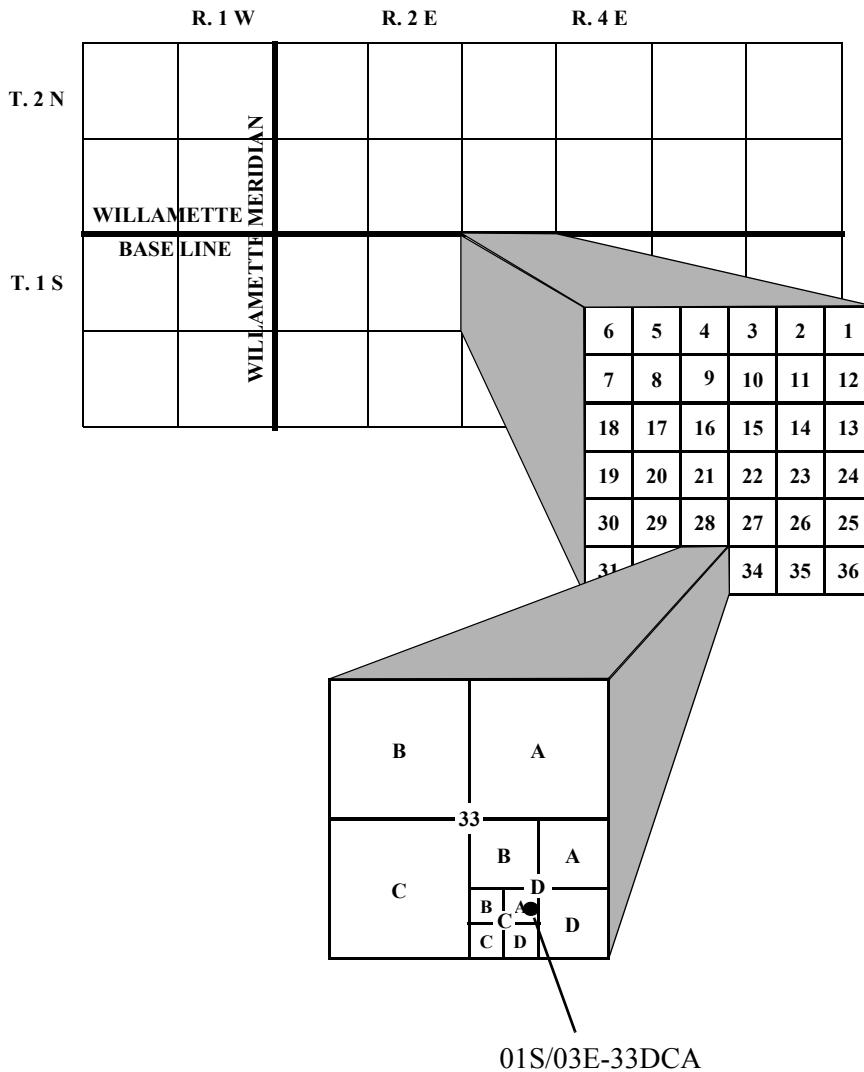 R. 1 W R. 2 E R. 4 E
T. 2 N
WILLAMETTE MERIDIAN
WILLAMETTE
BASE LINE
T. 1 S
6 5 4 3 2 1
7 8 9 10 11 12
18 17 16 15 14 13
19 20 21 22 23 24
30 29 28 27 26 25
31 34 35 36
B A
33
B A
C D
B A
C D
C D
01S/03E-33DCA